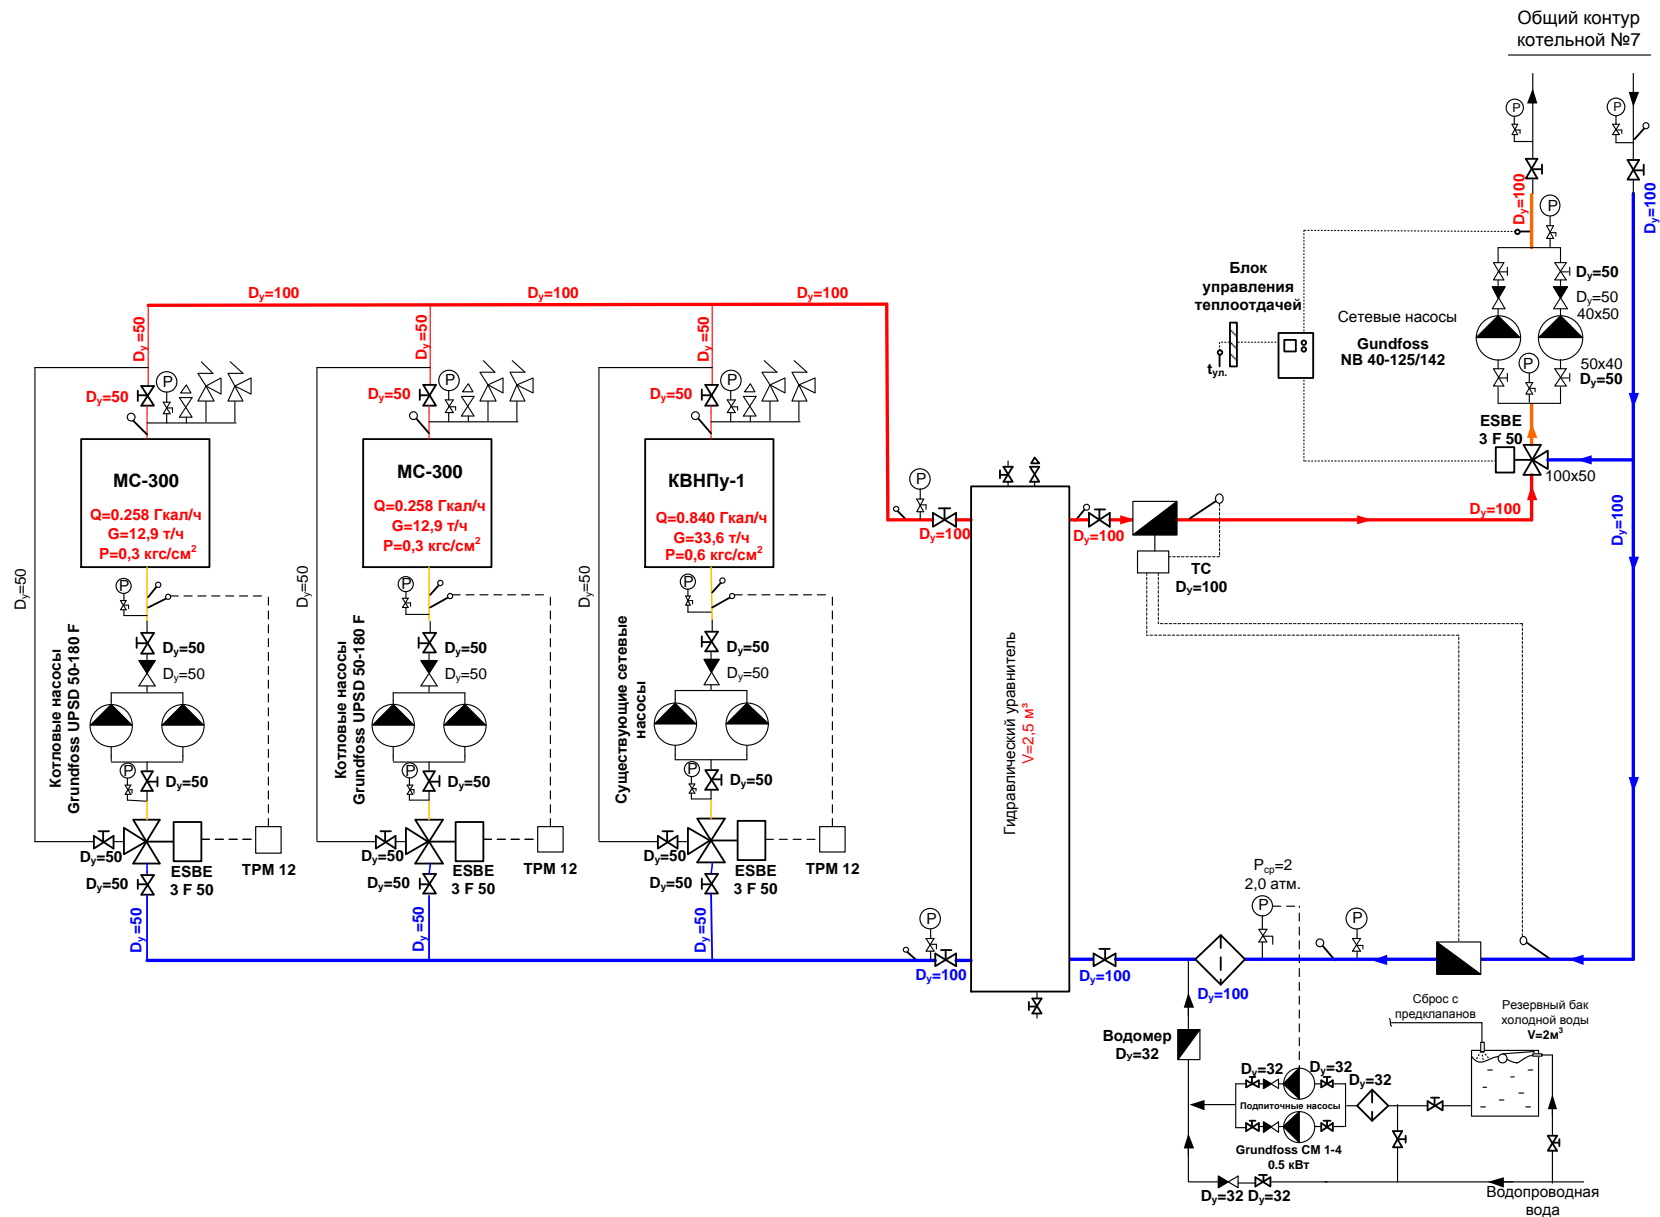 Общий контур
котельной №7
P
P
Dу=100
Dу=100
P
Блок
управления
теплоотдачей
tул.
Сетевые насосы
Gundfoss
NB 40-125/142
Dу=50
Dу=50
40x50
50x40
Dу=50
P
ESBE
3 F 50
100x50
Dу=100
Dу=100
Dу=100
Dу=100
Dу=100
Dу=50
Dу=50
Dу=50
Dу=50
P
Dу=50
P
Dу=50
P
МС-300
Q=0.258 Гкал/ч
G=12,9 т/ч
P=0,3 кгс/см2
МС-300
Q=0.258 Гкал/ч
G=12,9 т/ч
P=0,3 кгс/см2
КВНПу-1
Q=0.840 Гкал/ч
G=33,6 т/ч
P=0,6 кгс/см2
P
Dу=100
Dу=100
ТС
Dу=100
Dу=50
Dу=50
Dу=50
P
P
P
Котловые насосы
Grundfoss UPSD 50-180 F
Котловые насосы
Grundfoss UPSD 50-180 F
Существующие сетевые
насосы
Dу=50
Dу=50
Dу=50
Dу=50
Dу=50
Dу=50
P
Dу=50
P
Dу=50
P
Dу=50
Dу=50
Dу=50
Dу=50
Dу=50
Dу=50
Dу=50
ESBE
3 F 50
ESBE
3 F 50
ESBE
3 F 50
ТРМ 12
ТРМ 12
ТРМ 12
Dу=50
Dу=50
Dу=50
Гидравлический уравнитель
V=2,5 м³
P
Dу=100
Dу=100
Dу=100
Pср=2
2,0 атм.
P
P
Сброс с
предклапанов
Резервный бак
холодной воды
V=2м3
Водомер
Dу=32
Dу=32
Dу=32
Dу=32
Подпиточные насосы
Grundfoss CM 1-4
0.5 кВт
Dу=32
Dу=32
Водопроводная
вода